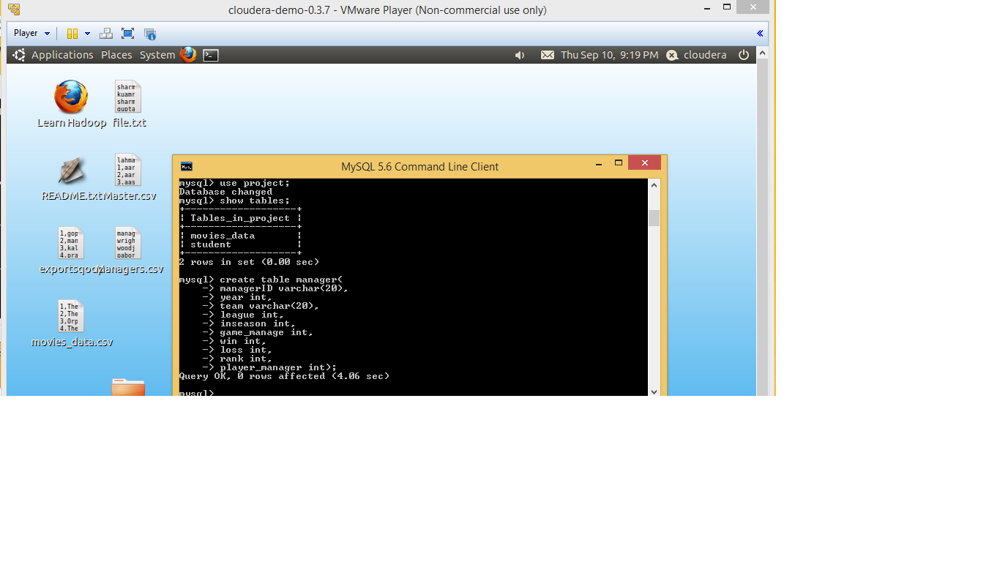 cloudera-demo-0.3.7 - VMware Player (Non-commercial use only)
Player
Applications Places System Thu Sep 10, 9:19 PM cloudera
sharm
kuamr
sharm
gupta
Learn Hadoop file.txt
lahma
1,aar
2,aar
3,aas
README.txt Master.csv
1,gop
2,man
3,kal
4,pra
manag
wrigh
woodj
pabor
Managers.csv
1,The
2,The
3,Orp
4,The
movies_data.csv
MySQL 5.6 Command Line Client
mysql> use project;
Database changed
mysql> show tables;
+-------------------+
| Tables_in_project |
+-------------------+
| movies_data       |
| student           |
+-------------------+
2 rows in set (0.00 sec)
mysql> create table manager(
    -> managerID varchar(20),
    -> year int,
    -> team varchar(20),
    -> league int,
    -> inseason int,
    -> game_manage int,
    -> win int,
    -> loss int,
    -> rank int,
    -> player_manager int);
Query OK, 0 rows affected (4.06 sec)
mysql>